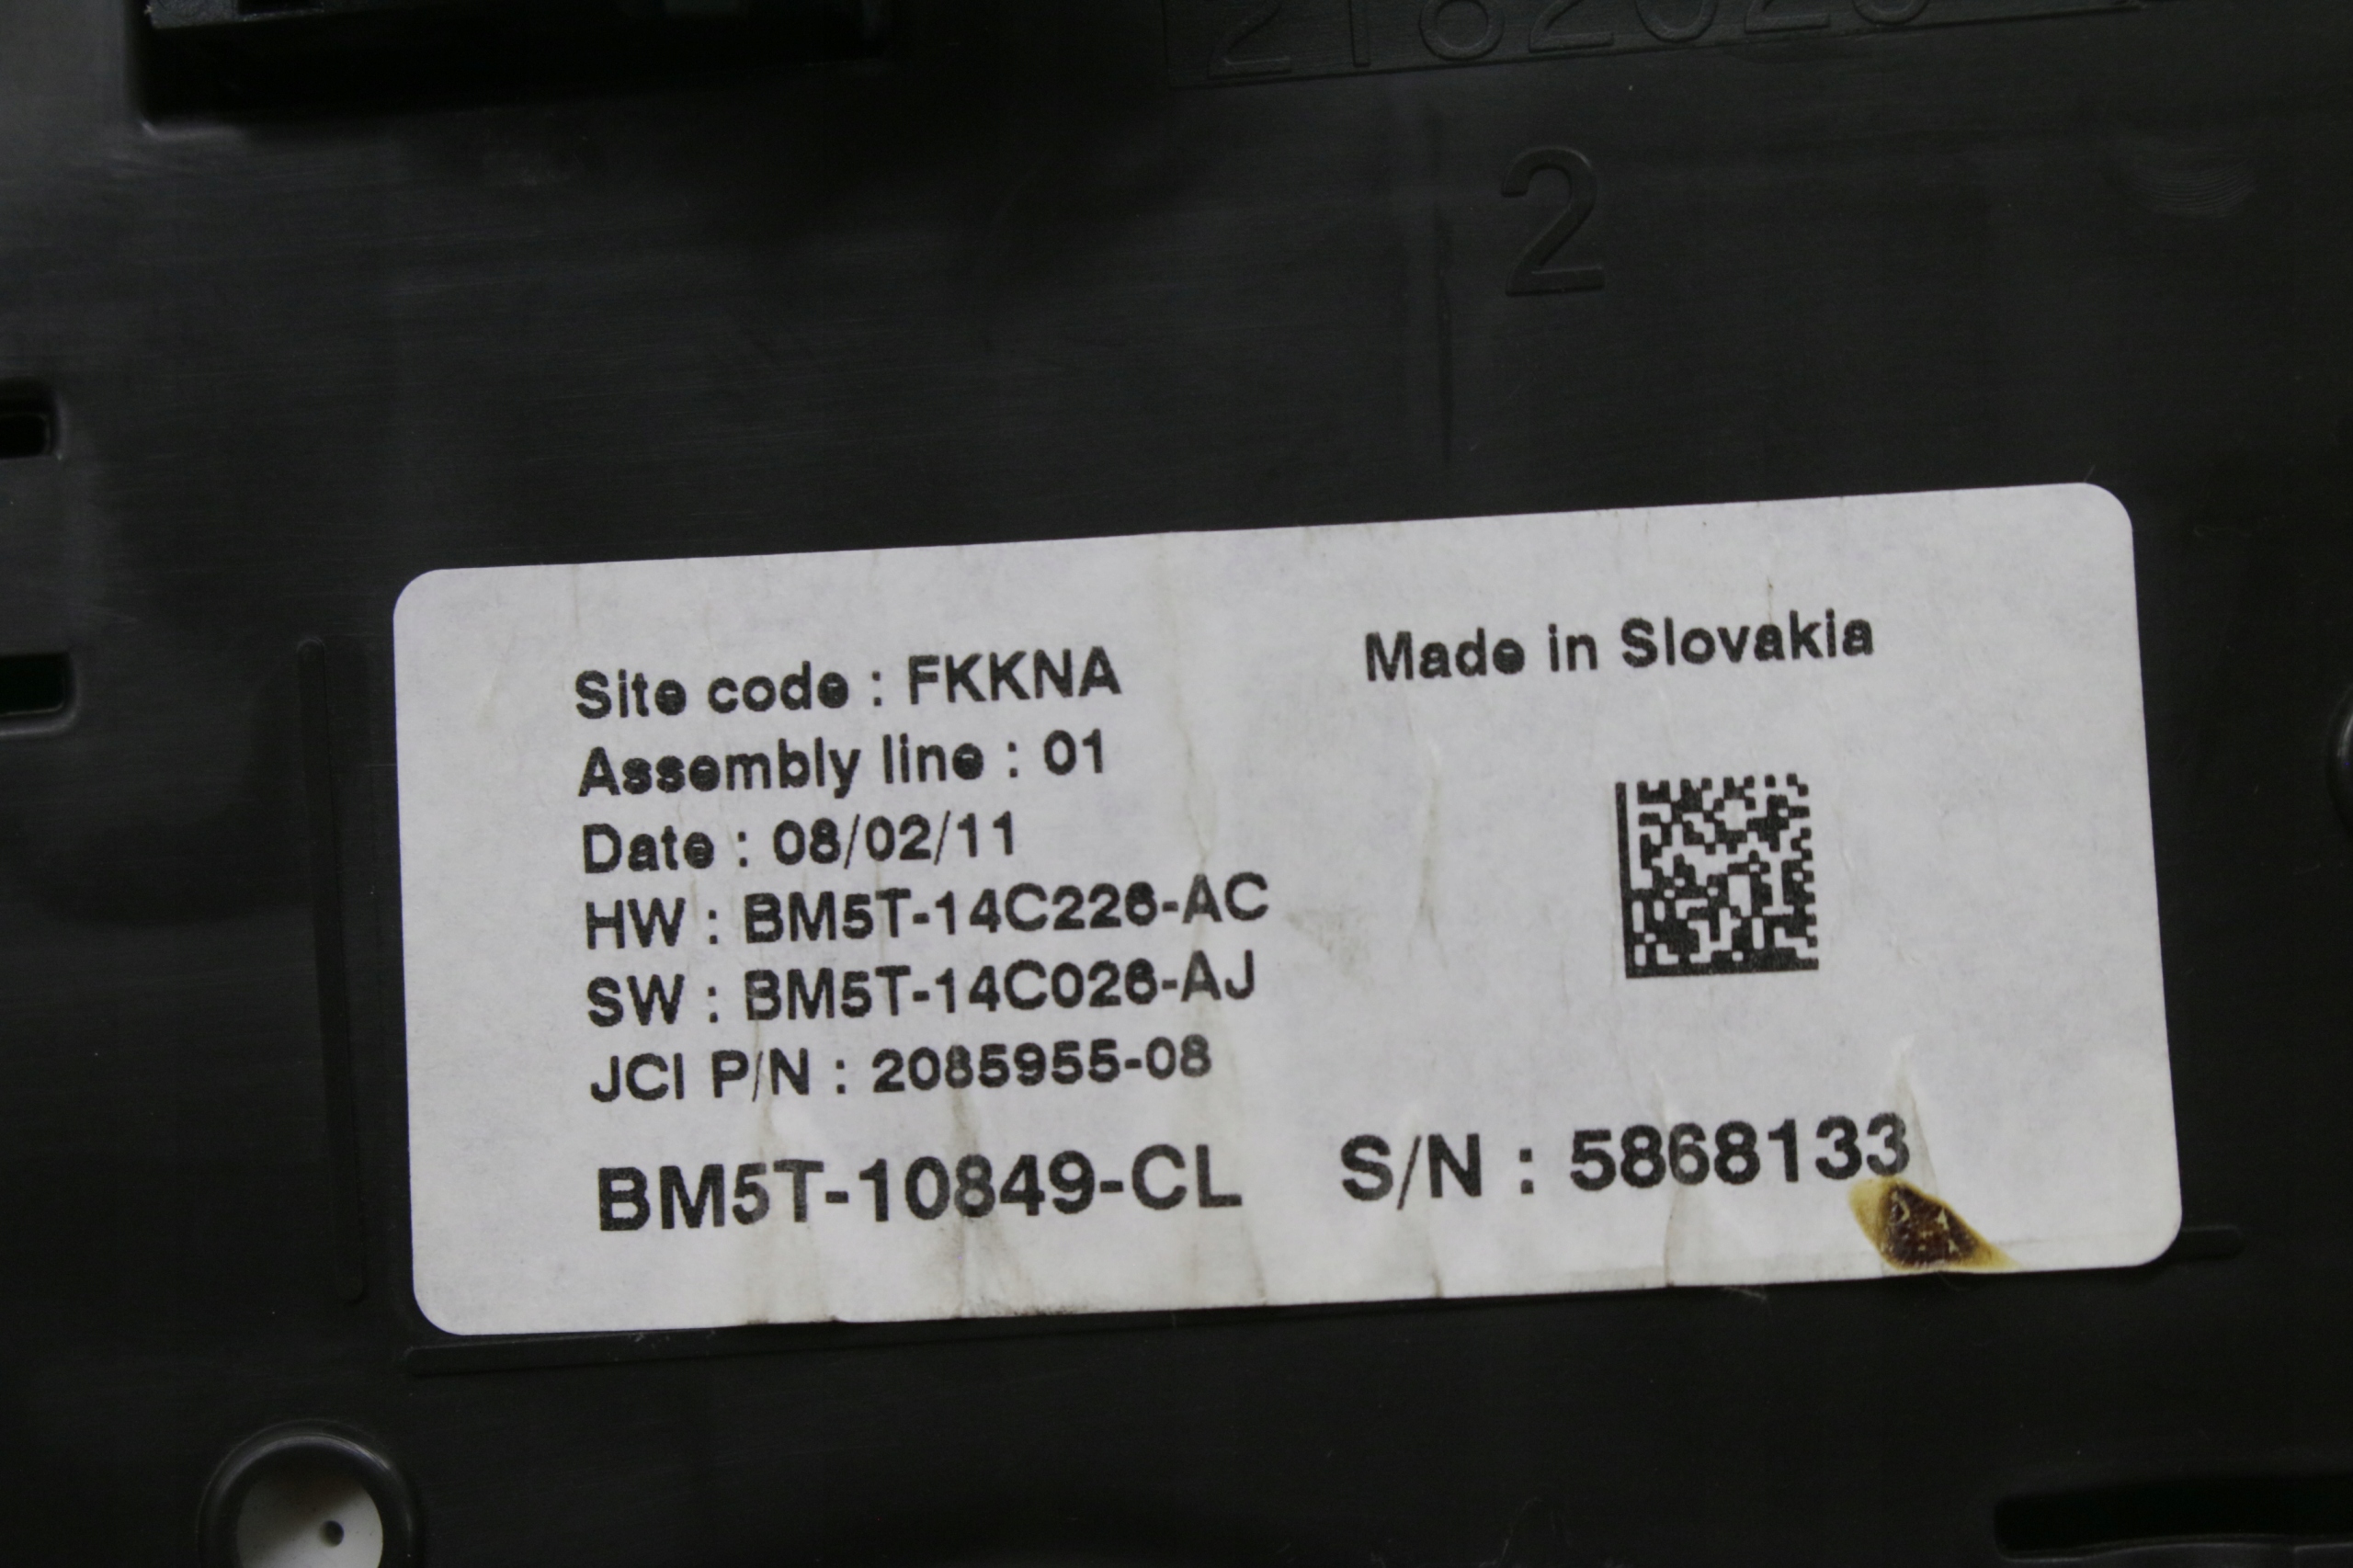 2
Site code : FKKNA
Made in Slovakia
Assembly line : 01
Date : 08/02/11
HW : BM5T-14C226-AC
SW : BM5T-14C026-AJ
JCI P/N : 2085955-08
BM5T-10849-CL
S/N : 5868133